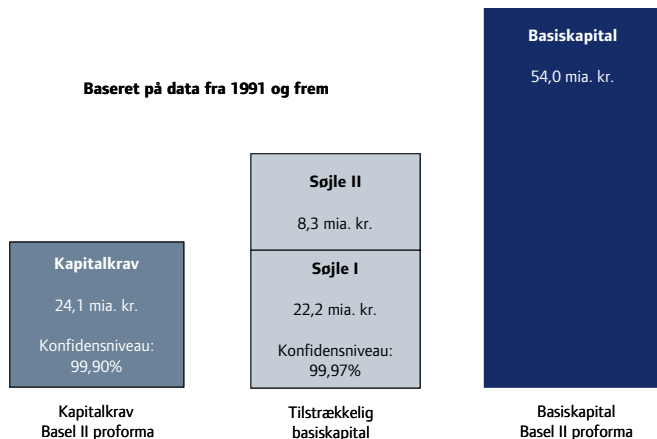 Baseret på data fra 1991 og frem
Kapitalkrav
24,1 mia. kr.
Konfidensniveau:
99,90%
Kapitalkrav
Basel II proforma
Søjle II
8,3 mia. kr.
Søjle I
22,2 mia. kr.
Konfidensniveau:
99,97%
Tilstrækkelig
basiskapital
Basiskapital
54,0 mia. kr.
Basiskapital
Basel II proforma